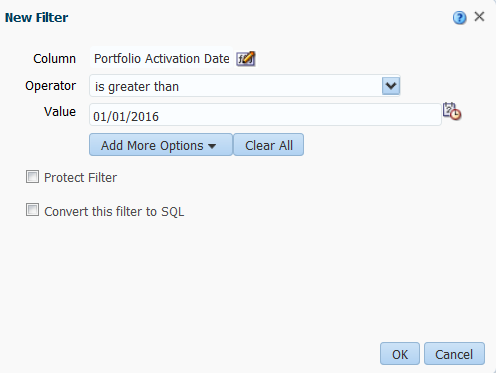 New Filter
Column Portfolio Activation Date
Operator is greater than
Value 01/01/2016
Add More Options Clear All
Protect Filter
Convert this filter to SQL
OK Cancel